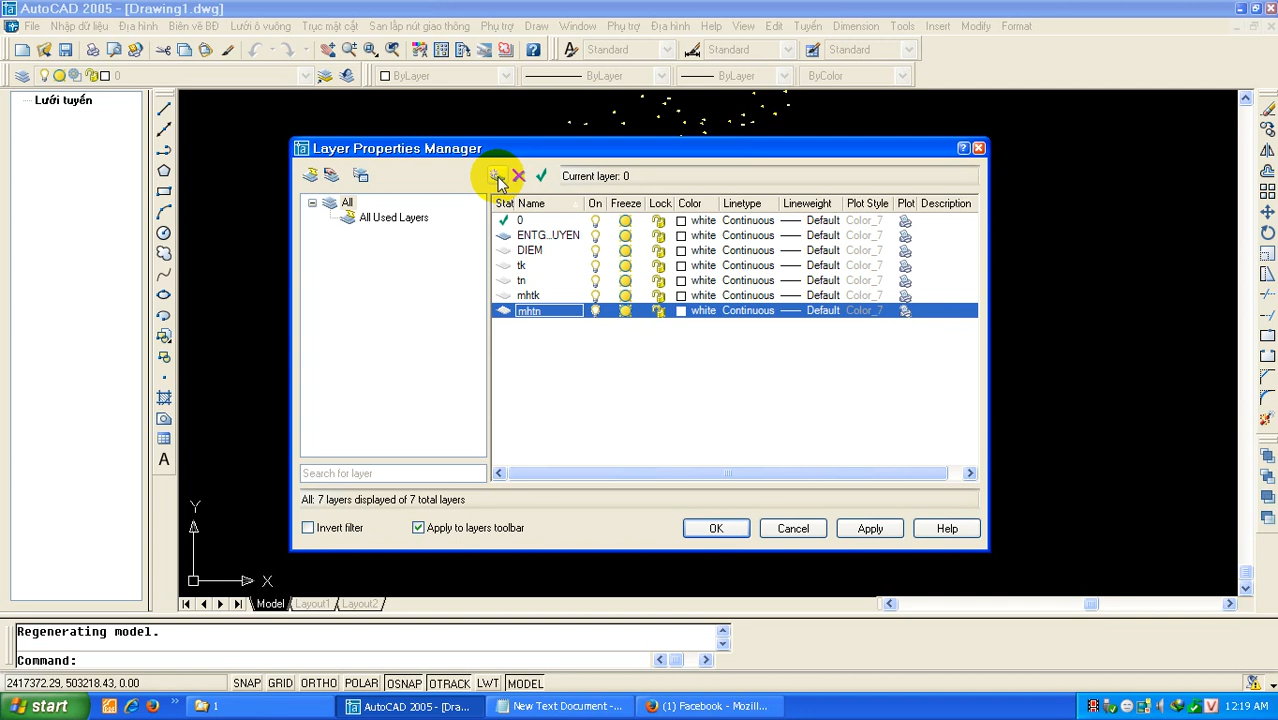 AutoCAD 2005 - [Drawing1.dwg]
File Nhập dữ liệu Địa hình Biên vẽ BĐ Lưới ô vuông Trục mặt cắt San lấp nút giao thông Phụ trợ Draw Window Phụ trợ Địa hình Help View Edit Tuyến Dimension Tools Insert Modify Format
Standard Standard Standard
0 ByLayer ByLayer ByLayer ByColor
Lưới tuyến
Layer Properties Manager
Current layer: 0
All
All Used Layers
Stat Name On Freeze Lock Color Linetype Lineweight Plot Style Plot Description
0 white Continuous Default Color_7
ENTG...UYEN white Continuous Default Color_7
DIEM white Continuous Default Color_7
tk white Continuous Default Color_7
tn white Continuous Default Color_7
mhtk white Continuous Default Color_7
mhtn white Continuous Default Color_7
Search for layer
All: 7 layers displayed of 7 total layers
Invert filter Apply to layers toolbar OK Cancel Apply Help
Y
X
Model Layout1 Layout2
Regenerating model.
Command:
2417372.29, 503218.43, 0.00 SNAP GRID ORTHO POLAR OSNAP OTRACK LWT MODEL
start 1 AutoCAD 2005 - [Dra... New Text Document -... (1) Facebook - Mozill... V 12:19 AM